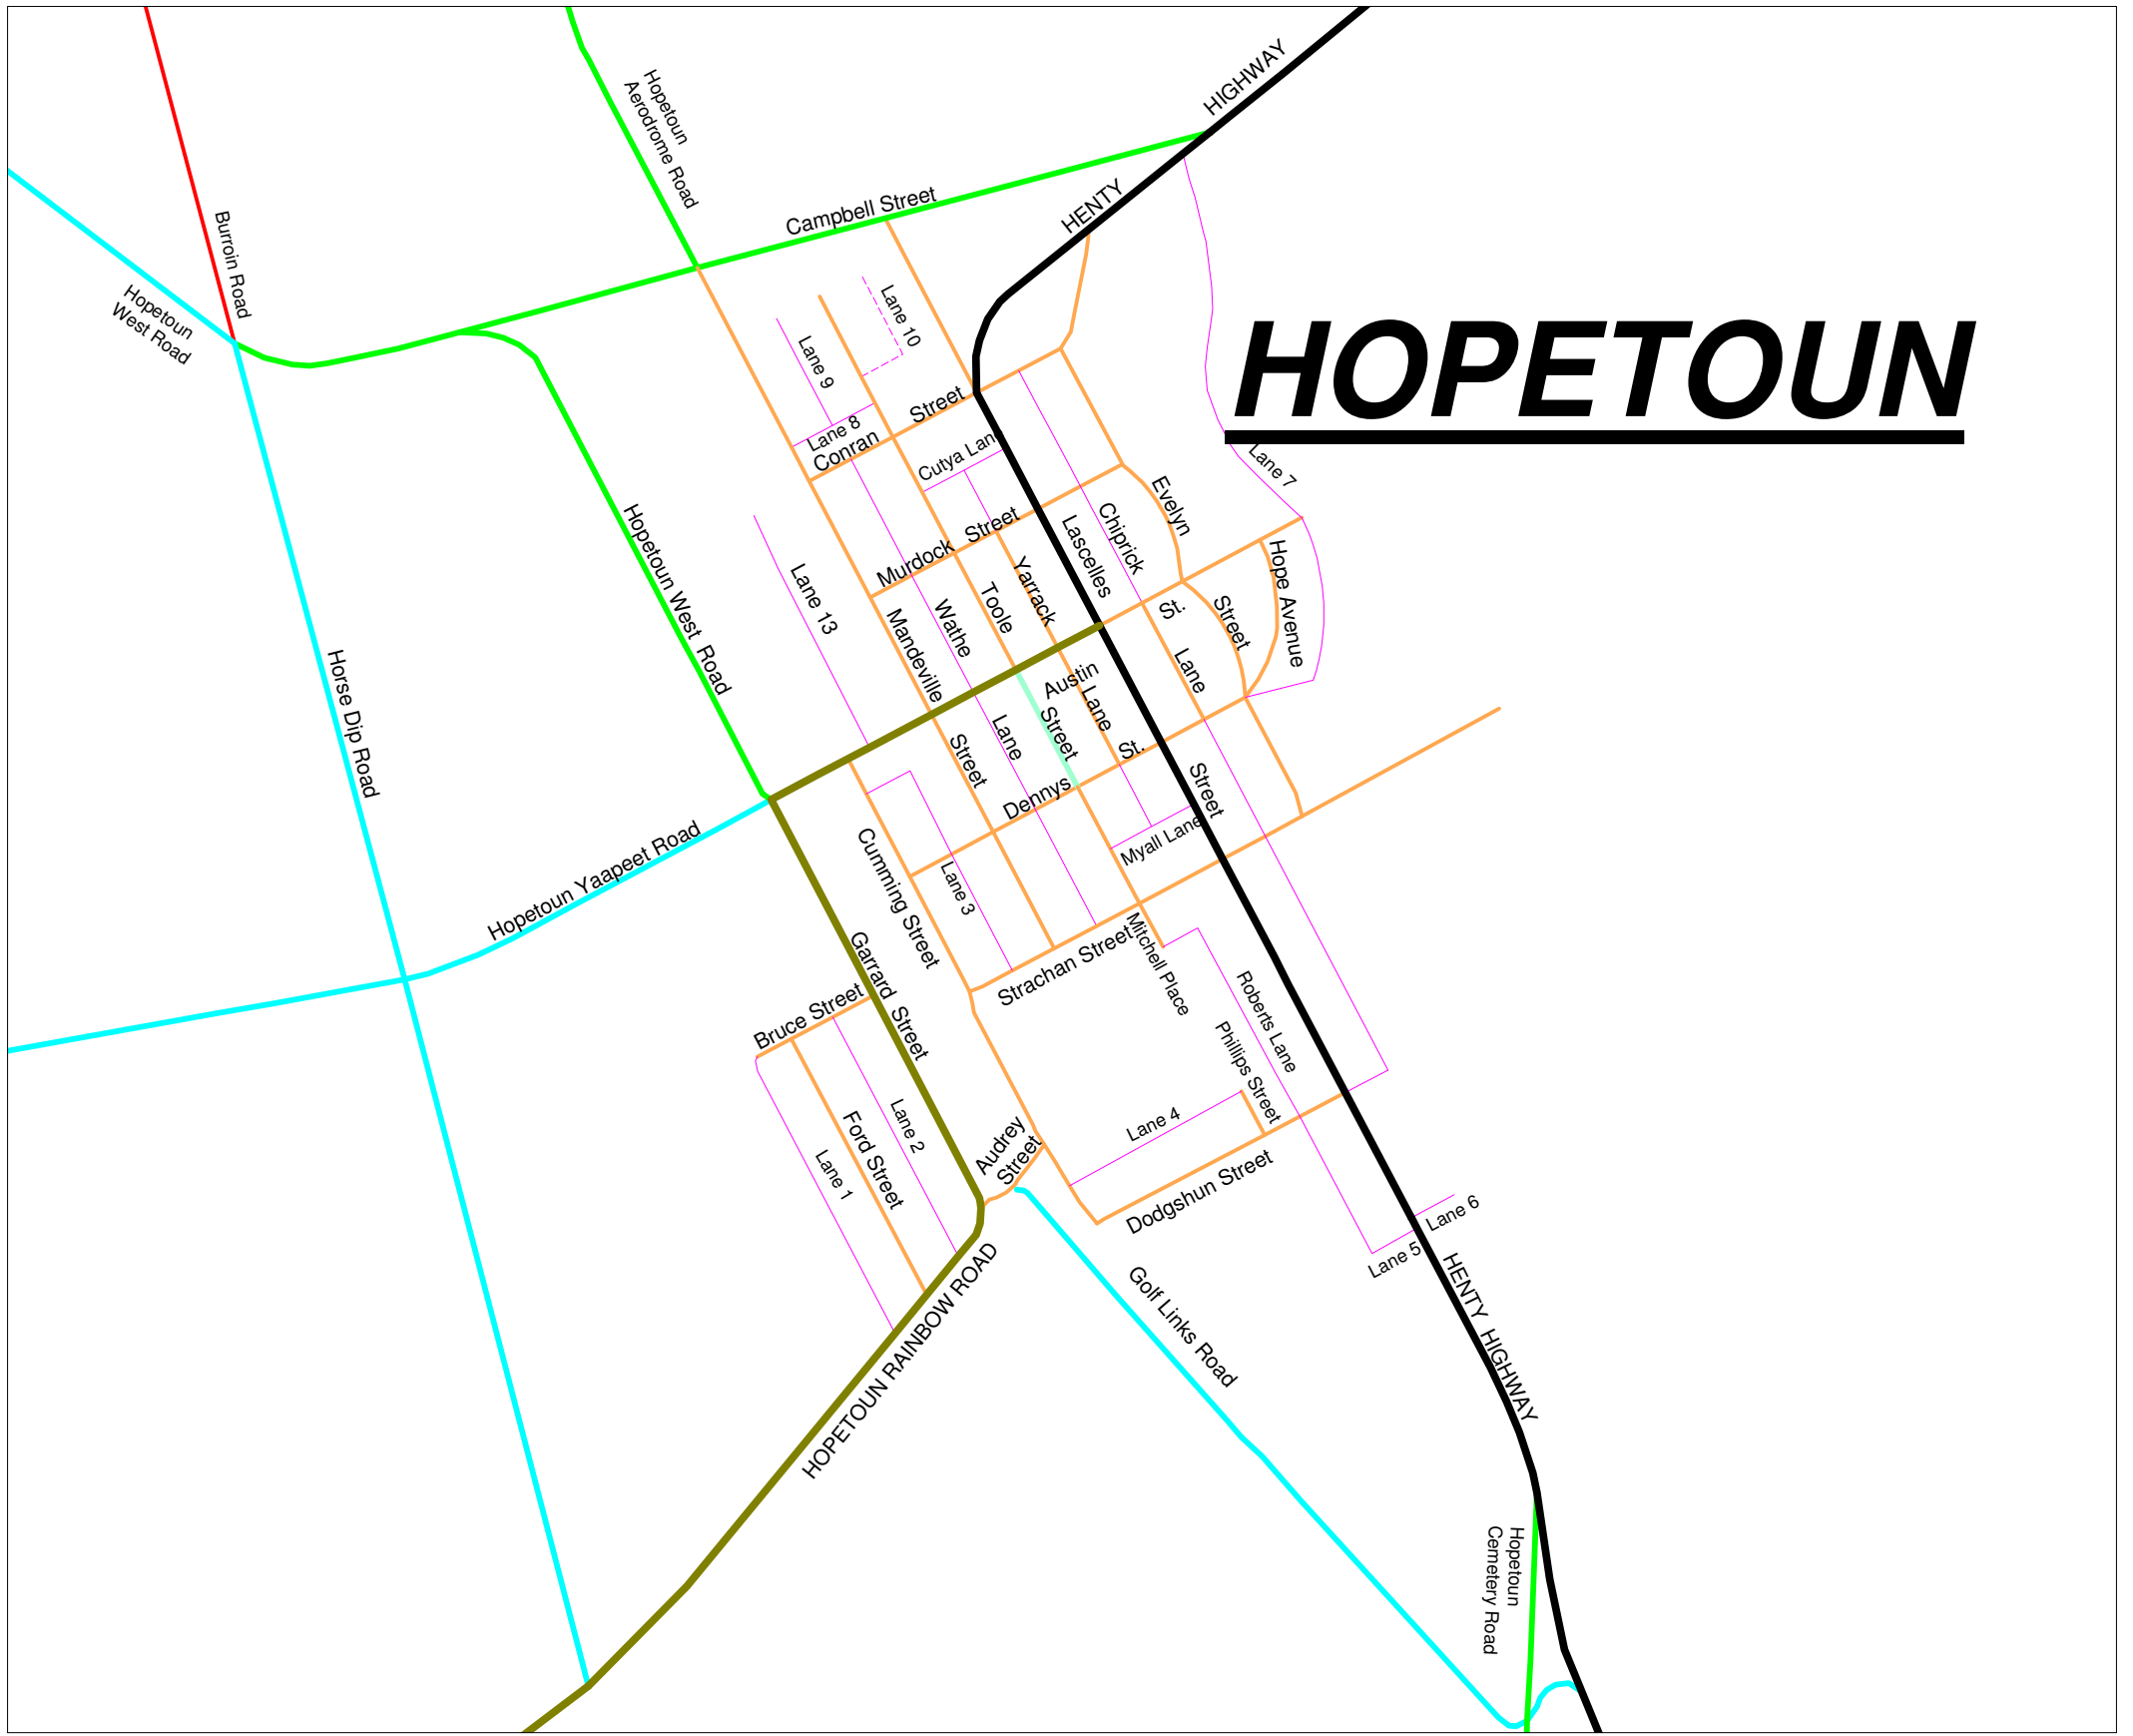 HIGHWAY
Hopetoun
Aerodrome Road
HENTY
Campbell Street
Burroin Road
Hopetoun
West Road
Lane 10
Lane 9
HOPETOUN
Lane 8
Conran Street
Cutya Lane
Lane 7
Evelyn Street
Chiprick Lane
Lascelles Street
Murdock Street
Hopetoun West Road
Lane 13
Mandeville Street
Wathe Lane
Toole Street
Yarrack Lane
Hope Avenue
Austin St.
Horse Dip Road
Dennys St.
Myall Lane
Hopetoun Yaapeet Road
Cumming Street
Lane 3
Garrard Street
Strachan Street
Mitchell Place
Roberts Lane
Phillips Street
Bruce Street
Lane 2
Ford Street
Lane 1
Audrey
Street
Lane 4
Dodgshun Street
Lane 6
Lane 5
HENTY HIGHWAY
HOPETOUN RAINBOW ROAD
Golf Links Road
Hopetoun
Cemetery Road